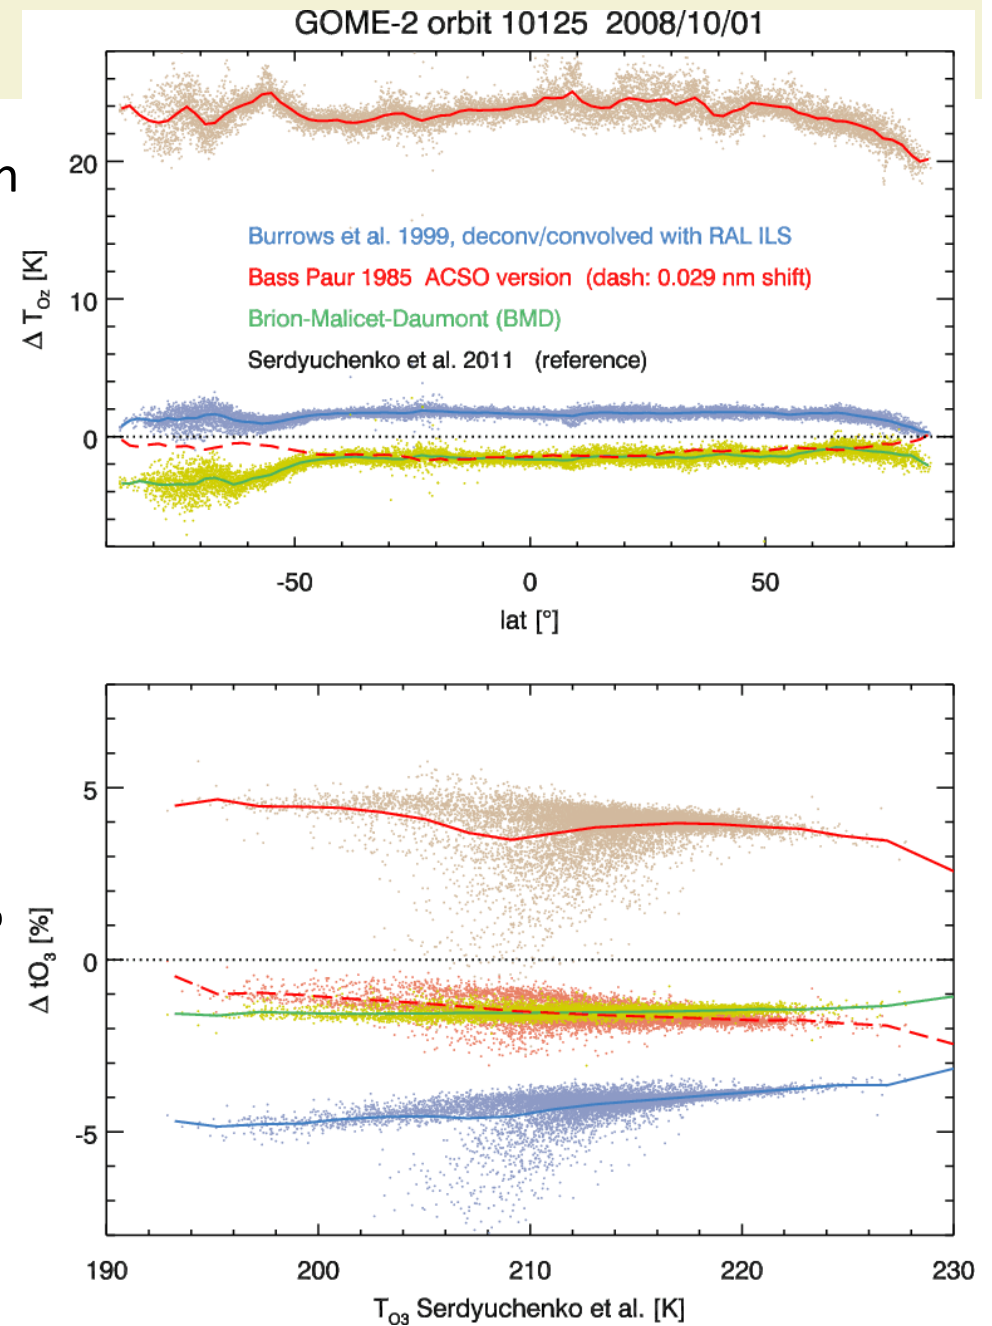 GOME-2 orbit 10125 2008/10/01
n
20
10
0
Δ T_Oz [K]
Burrows et al. 1999, deconv/convolved with RAL ILS
Bass Paur 1985 ACSO version (dash: 0.029 nm shift)
Brion-Malicet-Daumont (BMD)
Serdyuchenko et al. 2011 (reference)
-50 0 50
lat [°]
5
0
-5
Δ tO₃ [%]
190 200 210 220 230
T_O3 Serdyuchenko et al. [K]